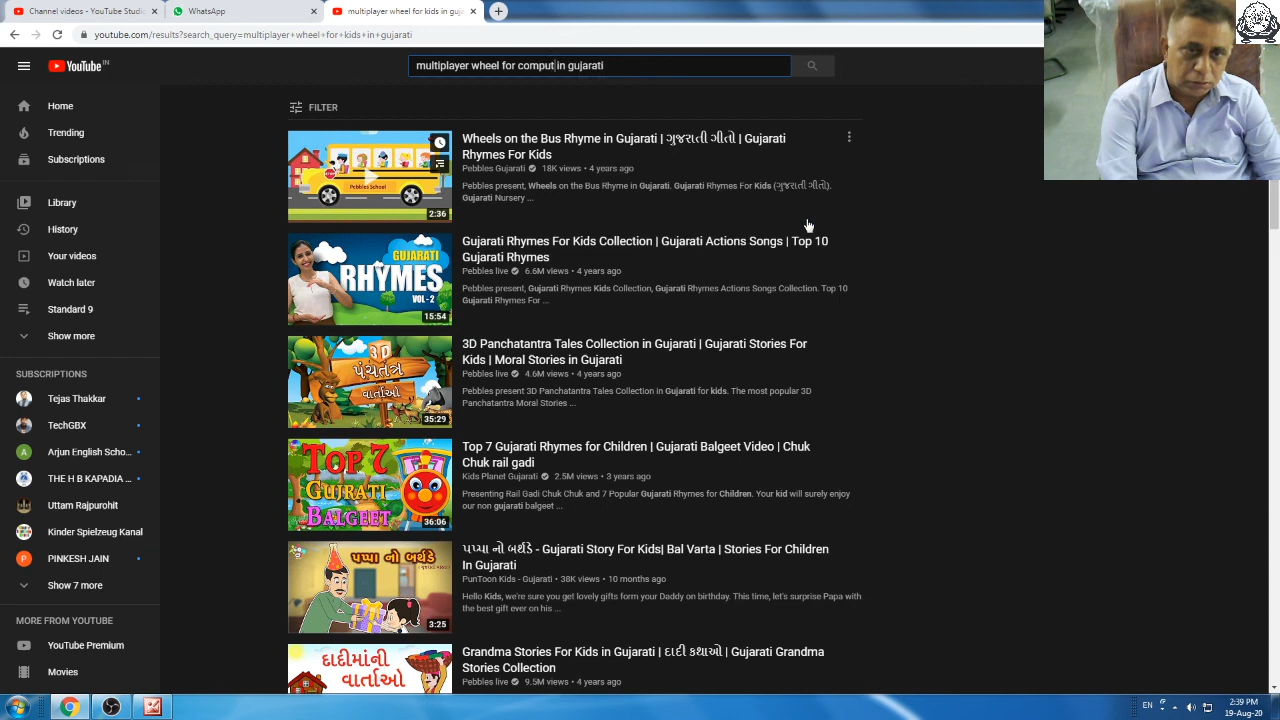 YouTube
YouTube Studio
WhatsApp
multiplayer wheel for
multiplayer wheel for kids in guj
youtube.com/results?search_query=multiplayer+wheel+for+kids+in+gujarati
YouTube IN
multiplayer wheel for comput in gujarati
Home
Trending
Subscriptions
Library
History
Your videos
Watch later
Standard 9
Show more
SUBSCRIPTIONS
Tejas Thakkar
TechGBX
A Arjun English Scho...
THE H B KAPADIA ...
Uttam Rajpurohit
Kinder Spielzeug Kanal
P PINKESH JAIN
Show 7 more
MORE FROM YOUTUBE
YouTube Premium
Movies
FILTER
STOP
Pebbles School
2:36
Wheels on the Bus Rhyme in Gujarati | ગુજરાતી ગીતો | Gujarati
Rhymes For Kids
Pebbles Gujarati 18K views • 4 years ago
Pebbles present, Wheels on the Bus Rhyme in Gujarati. Gujarati Rhymes For Kids (ગુજરાતી ગીતો).
Gujarati Nursery ...
GUJARATI
RHYMES
VOL-2
15:54
Gujarati Rhymes For Kids Collection | Gujarati Actions Songs | Top 10
Gujarati Rhymes
Pebbles live 6.6M views • 4 years ago
Pebbles present, Gujarati Rhymes Kids Collection, Gujarati Rhymes Actions Songs Collection. Top 10
Gujarati Rhymes For ...
3D
પંચતંત્ર
વાર્તાઓ
35:29
3D Panchatantra Tales Collection in Gujarati | Gujarati Stories For
Kids | Moral Stories in Gujarati
Pebbles live 4.6M views • 4 years ago
Pebbles present 3D Panchatantra Tales Collection in Gujarati for kids. The most popular 3D
Panchatantra Moral Stories ...
TOP 7
GUJRATI
BALGEET
36:06
Top 7 Gujarati Rhymes for Children | Gujarati Balgeet Video | Chuk
Chuk rail gadi
Kids Planet Gujarati 2.5M views • 3 years ago
Presenting Rail Gadi Chuk Chuk and 7 Popular Gujarati Rhymes for Children. Your kid will surely enjoy
our non gujarati balgeet ...
પપ્પા નો બર્થડે
3:25
પપ્પા નો બર્થડે - Gujarati Story For Kids| Bal Varta | Stories For Children
In Gujarati
PunToon Kids - Gujarati • 38K views • 10 months ago
Hello Kids, we're sure you get lovely gifts form your Daddy on birthday. This time, let's surprise Papa with
the best gift ever on his ...
દાદીમાંની
વાર્તાઓ
Grandma Stories For Kids in Gujarati | દાદી કથાઓ | Gujarati Grandma
Stories Collection
Pebbles live 9.5M views • 4 years ago
EN
2:39 PM
19-Aug-20